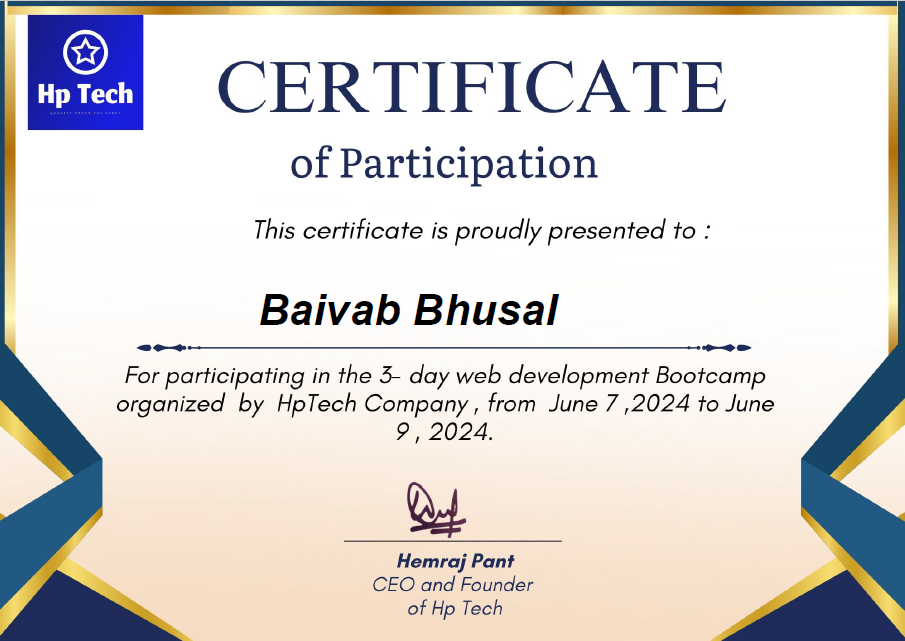 Hp Tech
CERTIFICATE
of Participation
This certificate is proudly presented to :
Baivab Bhusal
For participating in the 3- day web development Bootcamp
organized by HpTech Company , from June 7 ,2024 to June
9 , 2024.
Hemraj Pant
CEO and Founder
of Hp Tech